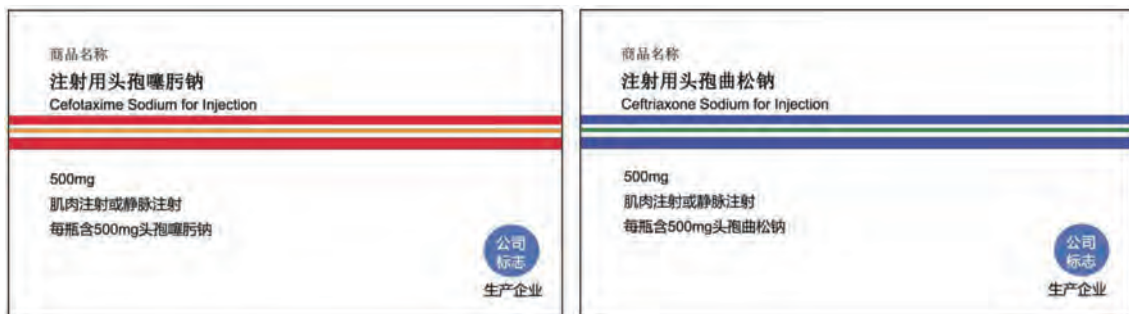 商品名称
注射用头孢噻肟钠
Cefotaxime Sodium for Injection
500mg
肌肉注射或静脉注射
每瓶含500mg头孢噻肟钠
公司
标志
生产企业
商品名称
注射用头孢曲松钠
Ceftriaxone Sodium for Injection
500mg
肌肉注射或静脉注射
每瓶含500mg头孢曲松钠
公司
标志
生产企业